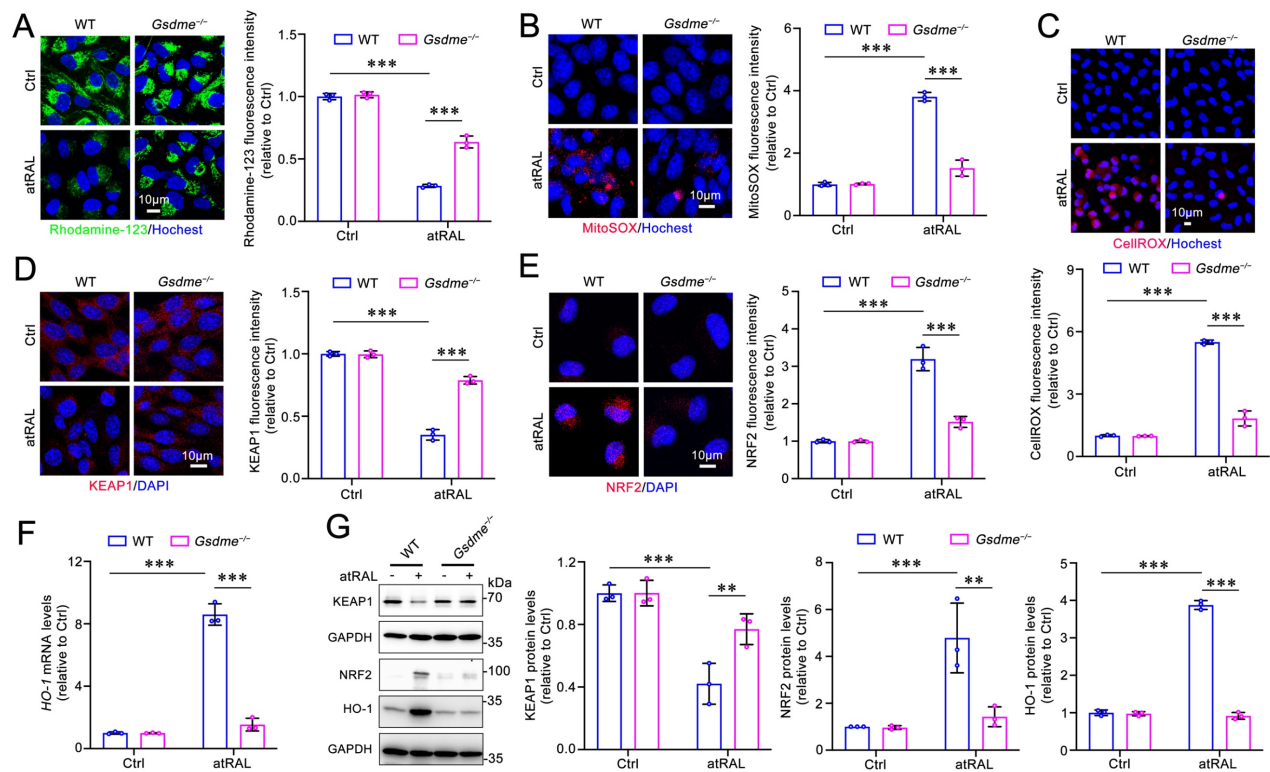 A
WT
Gsdme⁻/⁻
Ctrl
atRAL
10μm
Rhodamine-123/Hochest
Rhodamine-123 fluorescence intensity
(relative to Ctrl)
WT
Gsdme⁻/⁻
1.5
1.0
0.5
0.0
***
***
Ctrl
atRAL
B
WT
Gsdme⁻/⁻
Ctrl
atRAL
10μm
MitoSOX/Hochest
MitoSOX fluorescence intensity
(relative to Ctrl)
WT
Gsdme⁻/⁻
6
4
2
0
***
***
Ctrl
atRAL
C
WT
Gsdme⁻/⁻
Ctrl
atRAL
10μm
CellROX/Hochest
CellROX fluorescence intensity
(relative to Ctrl)
WT
Gsdme⁻/⁻
9
6
3
0
***
***
Ctrl
atRAL
D
WT
Gsdme⁻/⁻
Ctrl
atRAL
10μm
KEAP1/DAPI
KEAP1 fluorescence intensity
(relative to Ctrl)
WT
Gsdme⁻/⁻
1.5
1.0
0.5
0.0
***
***
Ctrl
atRAL
E
WT
Gsdme⁻/⁻
Ctrl
atRAL
10μm
NRF2/DAPI
NRF2 fluorescence intensity
(relative to Ctrl)
WT
Gsdme⁻/⁻
5
4
3
2
1
0
***
***
Ctrl
atRAL
F
WT
Gsdme⁻/⁻
HO-1 mRNA levels
(relative to Ctrl)
12
8
4
0
***
***
Ctrl
atRAL
G
WT
Gsdme⁻/⁻
atRAL - + - +
kDa
KEAP1
-70
GAPDH
-35
NRF2
-100
HO-1
-35
GAPDH
-35
KEAP1 protein levels
(relative to Ctrl)
1.2
0.8
0.4
0.0
***
**
Ctrl
atRAL
WT
Gsdme⁻/⁻
NRF2 protein levels
(relative to Ctrl)
8
6
4
2
0
***
**
Ctrl
atRAL
HO-1 protein levels
(relative to Ctrl)
5
4
3
2
1
0
***
***
Ctrl
atRAL